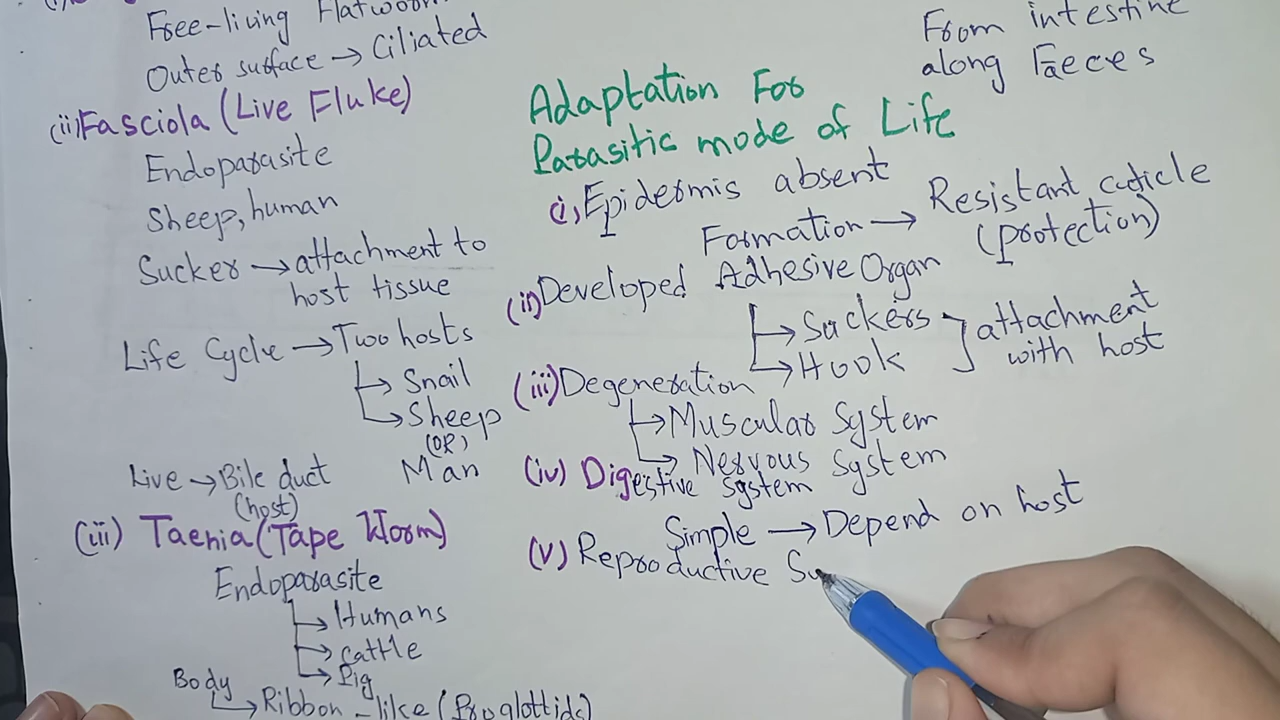 Free-living Flatworm
Outer surface → Ciliated
(ii) Fasciola (Live Fluke)
Endoparasite
Sheep, human
Sucker → attachment to
host tissue
Life Cycle → Two hosts
→ Snail
→ Sheep
(OR)
Man
Live → Bile duct
(host)
(iii) Taenia (Tape Worm)
Endoparasite
→ Humans
→ cattle
→ Pig
Body
→ Ribbon-like (Proglottids)
From intestine
along Faeces
Adaptation For
Parasitic mode of Life
(i) Epidermis absent
Formation → Resistant cuticle
(protection)
(ii) Developed Adhesive Organ
→ Suckers
→ Hook
attachment
with host
(iii) Degeneration
→ Muscular System
→ Nervous System
(iv) Digestive System
Simple → Depend on host
(v) Reproductive Sy